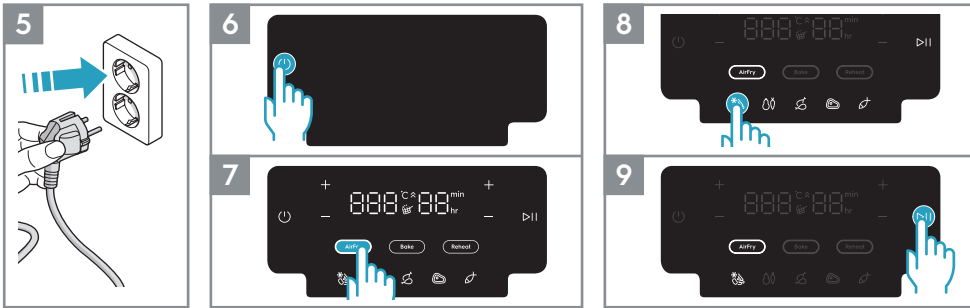 5
6
7
+ +
888 °C 88 min
hr
− −
AirFry Bake Reheat
8
888 °C 88 min
hr
− −
AirFry Bake Reheat
9
+ +
888 °C 88 min
hr
− −
AirFry Bake Reheat